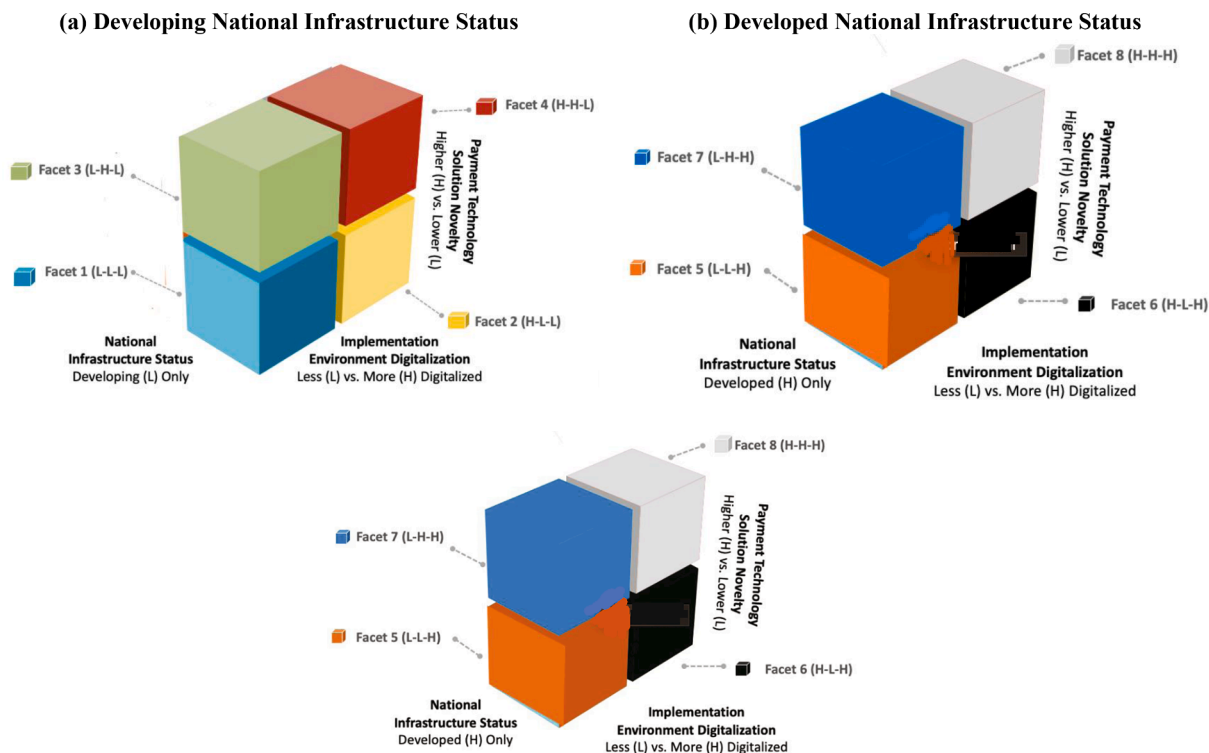 (a) Developing National Infrastructure Status
Facet 4 (H-H-L)
Facet 3 (L-H-L)
Payment Technology
Solution Novelty
Higher (H) vs. Lower (L)
Facet 1 (L-L-L)
Facet 2 (H-L-L)
National
Infrastructure Status
Developing (L) Only
Implementation
Environment Digitalization
Less (L) vs. More (H) Digitalized
(b) Developed National Infrastructure Status
Facet 8 (H-H-H)
Facet 7 (L-H-H)
Payment Technology
Solution Novelty
Higher (H) vs. Lower (L)
Facet 5 (L-L-H)
Facet 6 (H-L-H)
National
Infrastructure Status
Developed (H) Only
Implementation
Environment Digitalization
Less (L) vs. More (H) Digitalized
Facet 8 (H-H-H)
Facet 7 (L-H-H)
Payment Technology
Solution Novelty
Higher (H) vs. Lower (L)
Facet 5 (L-L-H)
Facet 6 (H-L-H)
National
Infrastructure Status
Developed (H) Only
Implementation
Environment Digitalization
Less (L) vs. More (H) Digitalized